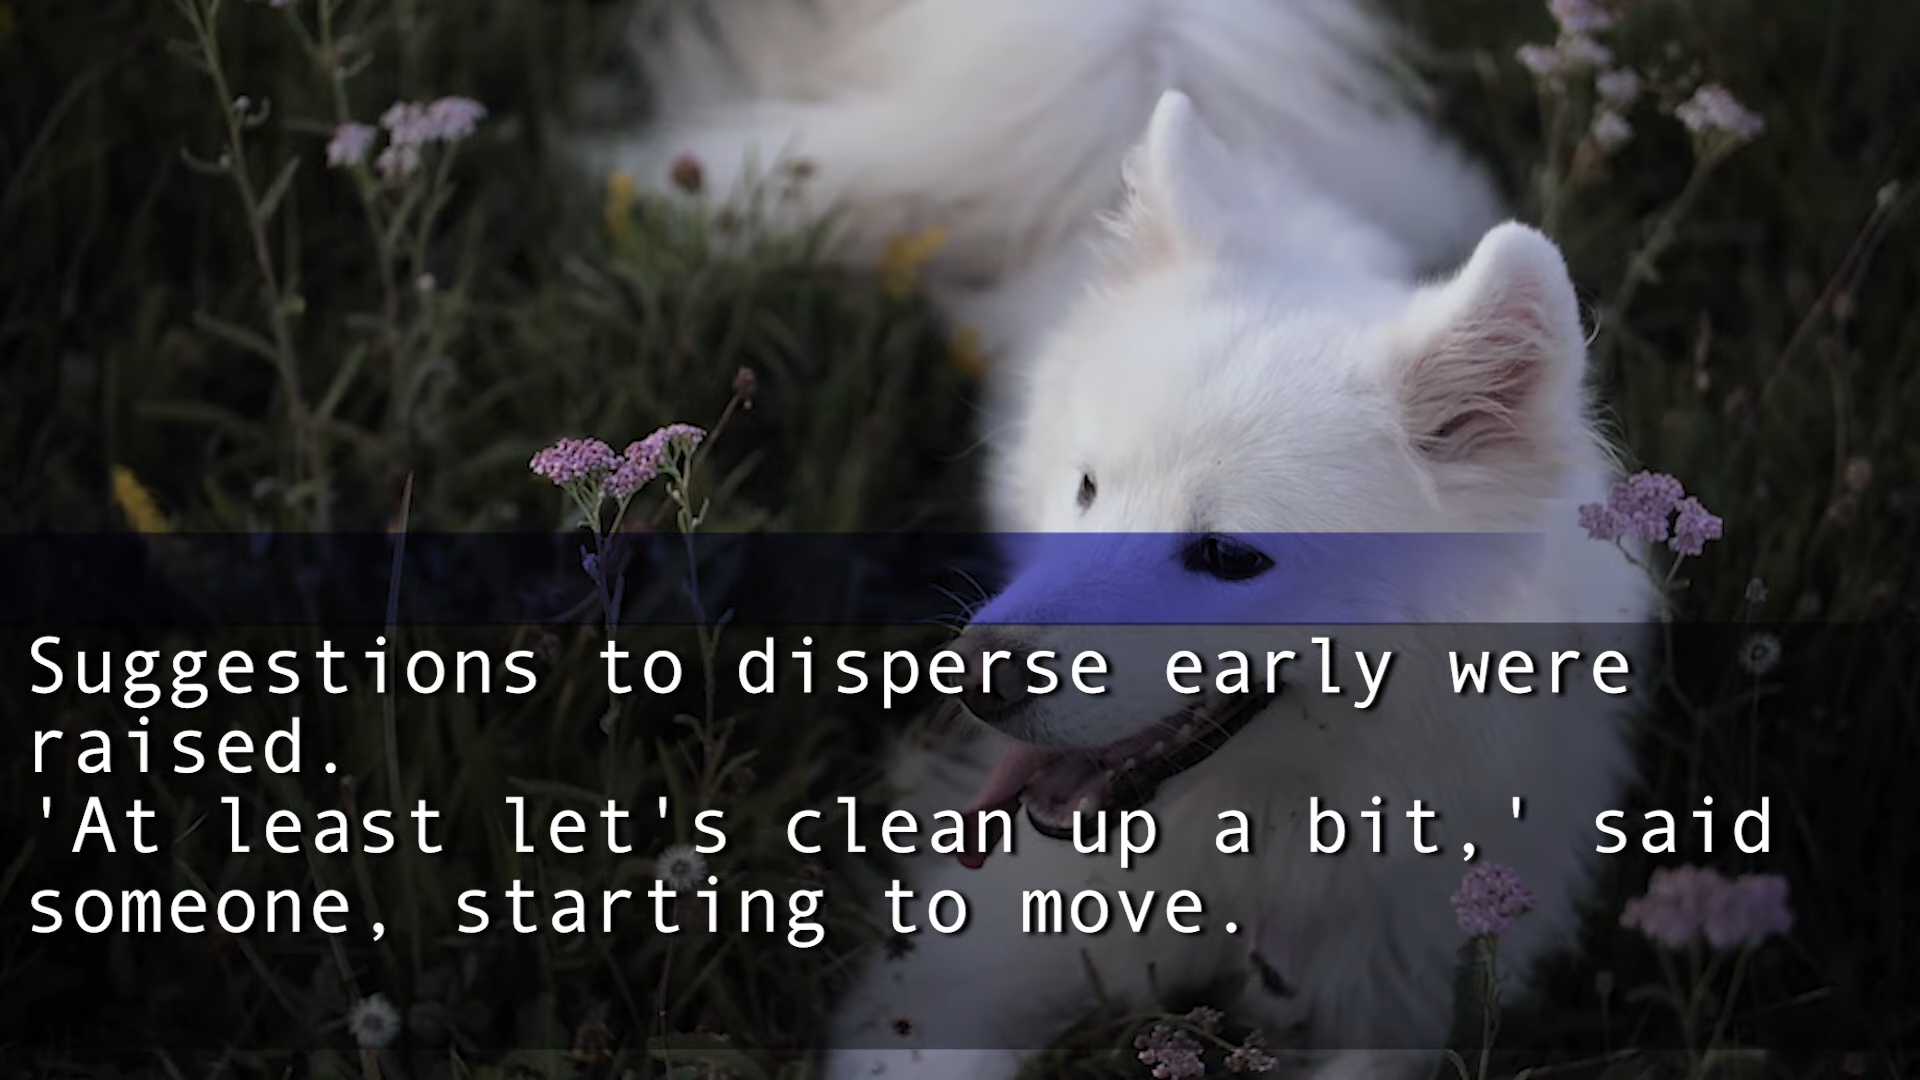 Suggestions to disperse early were
raised.
'At least let's clean up a bit,' said
someone, starting to move.